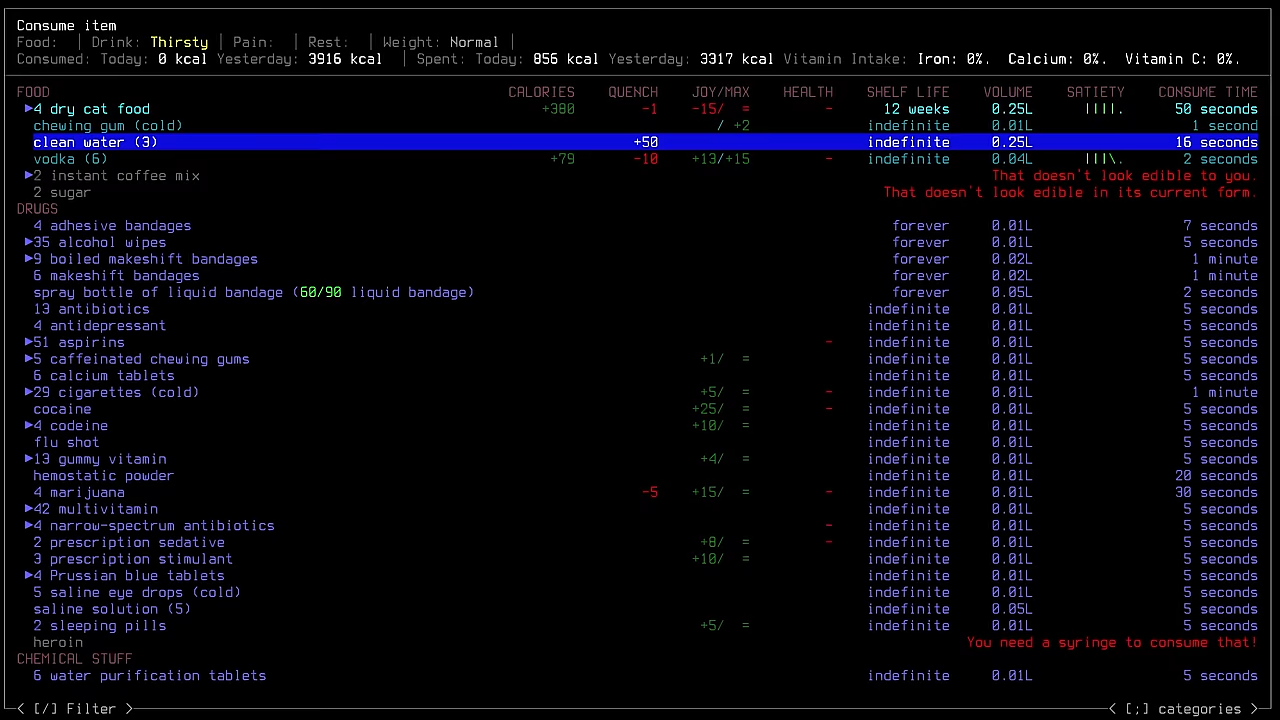 Consume item
Food:  | Drink: Thirsty | Pain:  | Rest:  | Weight: Normal |
Consumed: Today: 0 kcal Yesterday: 3916 kcal | Spent: Today: 856 kcal Yesterday: 3317 kcal Vitamin Intake: Iron: 0%. Calcium: 0%. Vitamin C: 0%.
FOOD CALORIES QUENCH JOY/MAX HEALTH SHELF LIFE VOLUME SATIETY CONSUME TIME
▶4 dry cat food +380 -1 -15/ = - 12 weeks 0.25L ||||. 50 seconds
chewing gum (cold) / +2 indefinite 0.01L 1 second
clean water (3) +50 indefinite 0.25L 16 seconds
vodka (6) +79 -10 +13/+15 - indefinite 0.04L |||\. 2 seconds
▶2 instant coffee mix That doesn't look edible to you.
2 sugar That doesn't look edible in its current form.
DRUGS
4 adhesive bandages forever 0.01L 7 seconds
▶35 alcohol wipes forever 0.01L 5 seconds
▶9 boiled makeshift bandages forever 0.02L 1 minute
6 makeshift bandages forever 0.02L 1 minute
spray bottle of liquid bandage (60/90 liquid bandage) forever 0.05L 2 seconds
13 antibiotics indefinite 0.01L 5 seconds
4 antidepressant indefinite 0.01L 5 seconds
▶51 aspirins - indefinite 0.01L 5 seconds
▶5 caffeinated chewing gums +1/ = indefinite 0.01L 5 seconds
6 calcium tablets indefinite 0.01L 5 seconds
▶29 cigarettes (cold) +5/ = - indefinite 0.01L 1 minute
cocaine +25/ = - indefinite 0.01L 5 seconds
▶4 codeine +10/ = indefinite 0.01L 5 seconds
flu shot indefinite 0.01L 5 seconds
▶13 gummy vitamin +4/ = indefinite 0.01L 5 seconds
hemostatic powder indefinite 0.01L 20 seconds
4 marijuana -5 +15/ = - indefinite 0.01L 30 seconds
▶42 multivitamin indefinite 0.01L 5 seconds
▶4 narrow-spectrum antibiotics - indefinite 0.01L 5 seconds
2 prescription sedative +8/ = - indefinite 0.01L 5 seconds
3 prescription stimulant +10/ = indefinite 0.01L 5 seconds
▶4 Prussian blue tablets indefinite 0.01L 5 seconds
5 saline eye drops (cold) indefinite 0.01L 5 seconds
saline solution (5) indefinite 0.05L 5 seconds
2 sleeping pills +5/ = indefinite 0.01L 5 seconds
heroin You need a syringe to consume that!
CHEMICAL STUFF
6 water purification tablets indefinite 0.01L 5 seconds
< [/] Filter > < [;] categories >